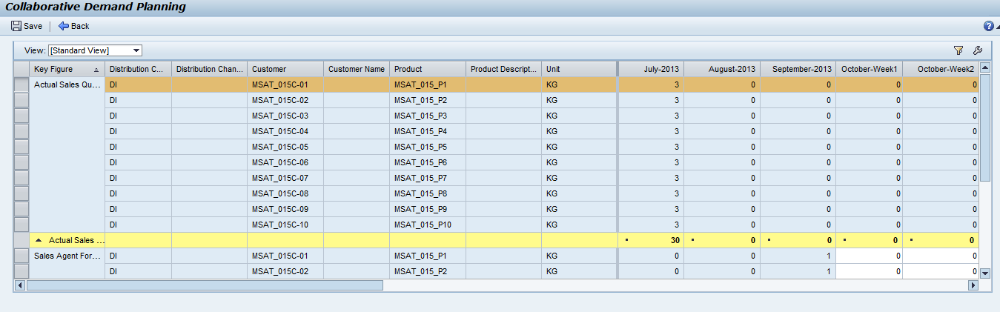 Collaborative Demand Planning
Save Back
View: [Standard View]
Key Figure Distribution C... Distribution Chan... Customer Customer Name Product Product Descript... Unit July-2013 August-2013 September-2013 October-Week1 October-Week2
Actual Sales Qu... DI MSAT_015C-01 MSAT_015_P1 KG 3 0 0 0 0
DI MSAT_015C-02 MSAT_015_P2 KG 3 0 0 0 0
DI MSAT_015C-03 MSAT_015_P3 KG 3 0 0 0 0
DI MSAT_015C-04 MSAT_015_P4 KG 3 0 0 0 0
DI MSAT_015C-05 MSAT_015_P5 KG 3 0 0 0 0
DI MSAT_015C-06 MSAT_015_P6 KG 3 0 0 0 0
DI MSAT_015C-07 MSAT_015_P7 KG 3 0 0 0 0
DI MSAT_015C-08 MSAT_015_P8 KG 3 0 0 0 0
DI MSAT_015C-09 MSAT_015_P9 KG 3 0 0 0 0
DI MSAT_015C-10 MSAT_015_P10 KG 3 0 0 0 0
Actual Sales ... 30 0 0 0 0
Sales Agent For... DI MSAT_015C-01 MSAT_015_P1 KG 0 0 1 0 0
DI MSAT_015C-02 MSAT_015_P2 KG 0 0 1 0 0